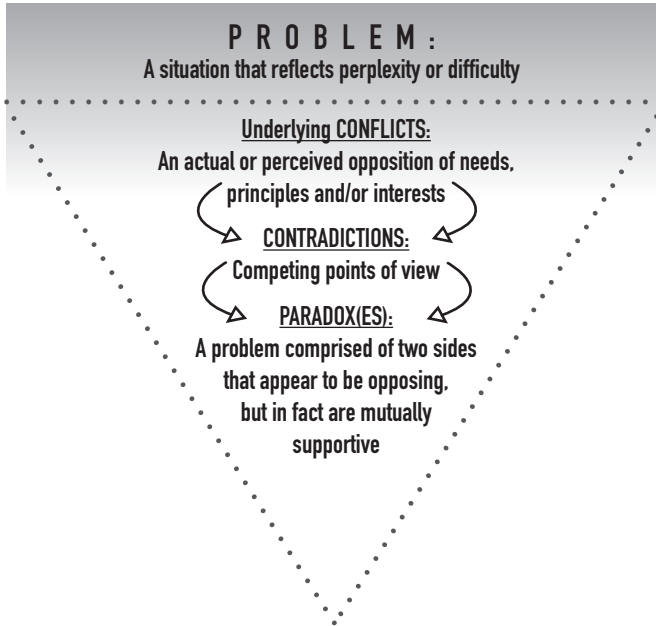 PROBLEM:
A situation that reflects perplexity or difficulty
Underlying CONFLICTS:
An actual or perceived opposition of needs,
principles and/or interests
CONTRADICTIONS:
Competing points of view
PARADOX(ES):
A problem comprised of two sides
that appear to be opposing,
but in fact are mutually
supportive